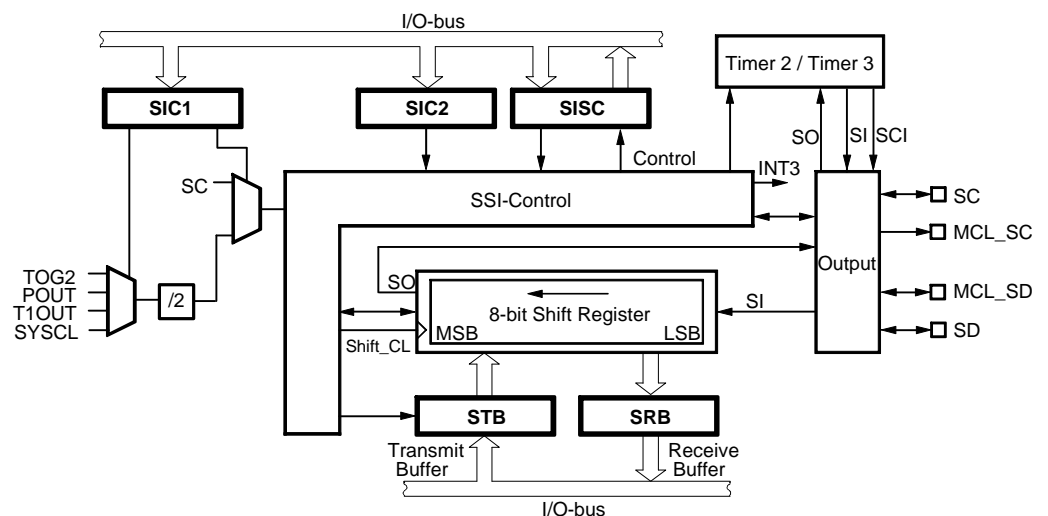 I/O-bus
Timer 2 / Timer 3
SIC1
SIC2
SISC
SO
SI
SCI
Control
INT3
SC
SSI-Control
SC
MCL_SC
Output
TOG2
POUT
T1OUT
SYSCL
/2
SO
SI
MCL_SD
8-bit Shift Register
SD
MSB
LSB
Shift_CL
STB
SRB
Transmit
Buffer
Receive
Buffer
I/O-bus